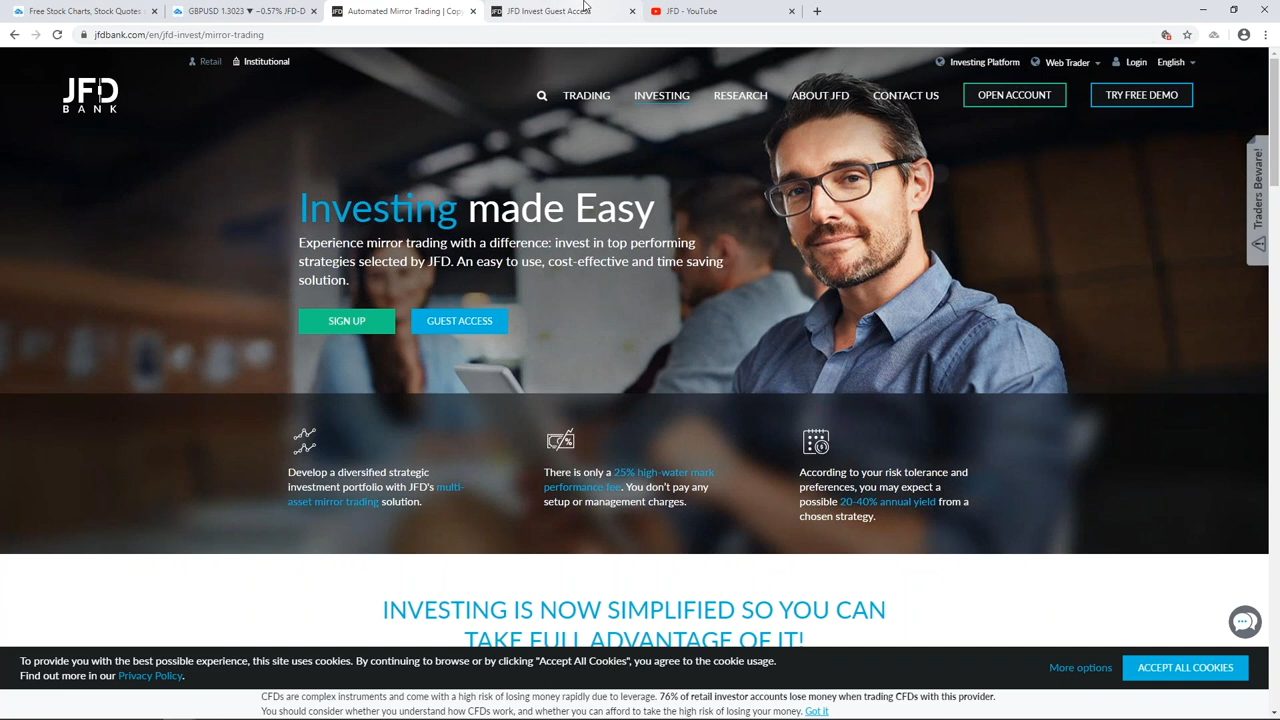 Free Stock Charts, Stock Quotes
GBPUSD 1.3023 ▼ −0.57% JFD-D
Automated Mirror Trading | Cop
JFD Invest Guest Access
JFD - YouTube
jfdbank.com/en/jfd-invest/mirror-trading
Retail
Institutional
Investing Platform
Web Trader
Login
English
JFD
BANK
TRADING
INVESTING
RESEARCH
ABOUT JFD
CONTACT US
OPEN ACCOUNT
TRY FREE DEMO
Traders Beware!
Investing made Easy
Experience mirror trading with a difference: invest in top performing
strategies selected by JFD. An easy to use, cost-effective and time saving
solution.
SIGN UP
GUEST ACCESS
Develop a diversified strategic
investment portfolio with JFD's multi-
asset mirror trading solution.
There is only a 25% high-water mark
performance fee. You don't pay any
setup or management charges.
According to your risk tolerance and
preferences, you may expect a
possible 20-40% annual yield from a
chosen strategy.
INVESTING IS NOW SIMPLIFIED SO YOU CAN
TAKE FULL ADVANTAGE OF IT!
To provide you with the best possible experience, this site uses cookies. By continuing to browse or by clicking "Accept All Cookies", you agree to the cookie usage.
Find out more in our Privacy Policy.
More options
ACCEPT ALL COOKIES
CFDs are complex instruments and come with a high risk of losing money rapidly due to leverage. 76% of retail investor accounts lose money when trading CFDs with this provider.
You should consider whether you understand how CFDs work, and whether you can afford to take the high risk of losing your money. Got it